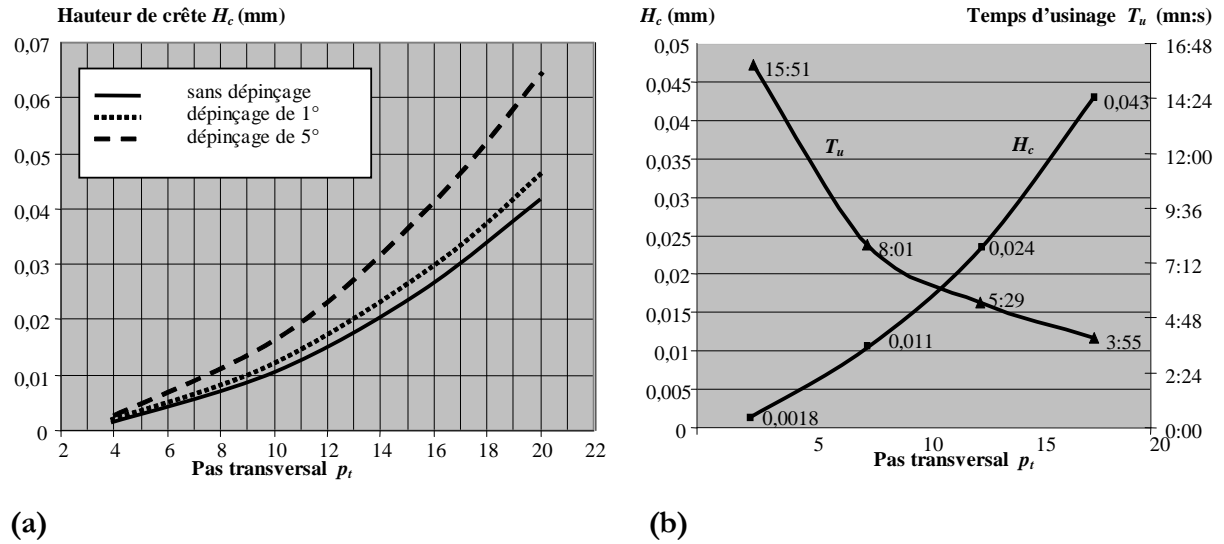 Hauteur de crête Hc (mm)
0,07
0,06
0,05
0,04
0,03
0,02
0,01
0
sans dépinçage
dépinçage de 1°
dépinçage de 5°
2 4 6 8 10 12 14 16 18 20 22
Pas transversal pt
(a)
Hc (mm)
Temps d'usinage Tu (mn:s)
0,05
0,045
0,04
0,035
0,03
0,025
0,02
0,015
0,01
0,005
0
16:48
14:24
12:00
9:36
7:12
4:48
2:24
0:00
15:51
0,043
Tu
Hc
8:01
0,024
5:29
0,011
3:55
0,0018
5 10 15 20
Pas transversal pt
(b)